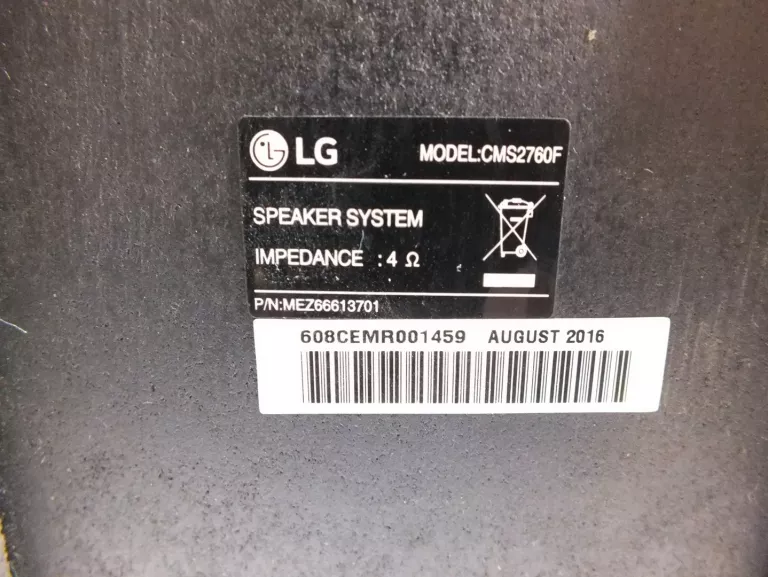 LG MODEL:CMS2760F
SPEAKER SYSTEM
IMPEDANCE : 4 Ω
P/N:MEZ66613701
608CEMR001459 AUGUST 2016